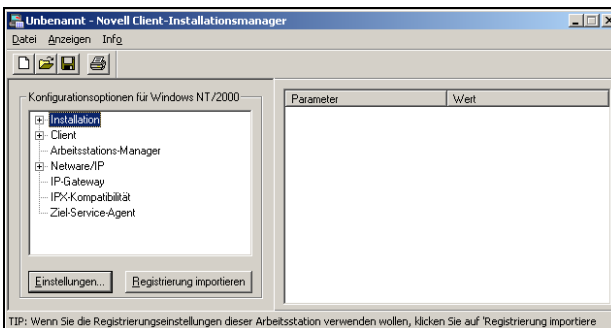 Unbenannt - Novell Client-Installationsmanager
Datei Anzeigen Info
Konfigurationsoptionen für Windows NT/2000
Installation
Client
Arbeitsstations-Manager
Netware/IP
IP-Gateway
IPX-Kompatibilität
Ziel-Service-Agent
Einstellungen... Registrierung importieren
Parameter Wert
TIP: Wenn Sie die Registrierungseinstellungen dieser Arbeitsstation verwenden wollen, klicken Sie auf 'Registrierung importiere